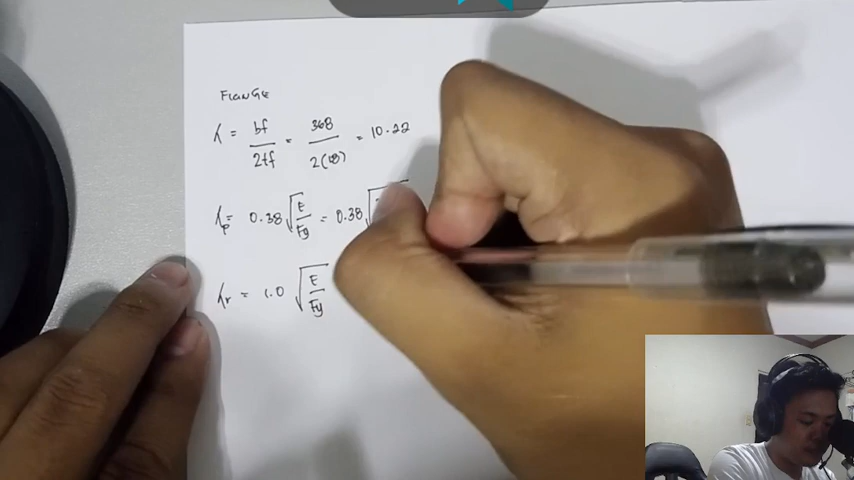 FLANGE
λ = bf/2tf = 368/2(18) = 10.22
λp = 0.38 √(E/Fy) = 0.38 √
λr = 1.0 √(E/Fy)